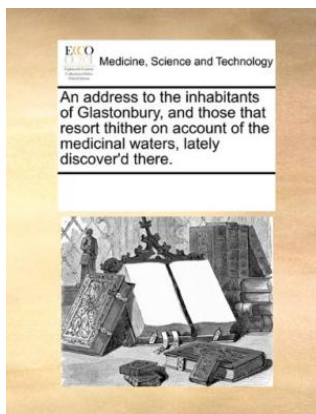 ECCO
Medicine, Science and Technology
An address to the inhabitants
of Glastonbury, and those that
resort thither on account of the
medicinal waters, lately
discover'd there.